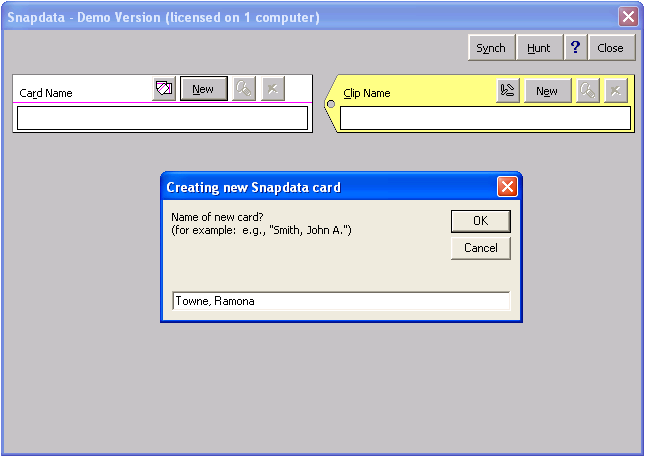 Snapdata - Demo Version (licensed on 1 computer)
Synch Hunt ? Close
Card Name New
Clip Name New
Creating new Snapdata card
Name of new card?
(for example: e.g., "Smith, John A.")
OK
Cancel
Towne, Ramona